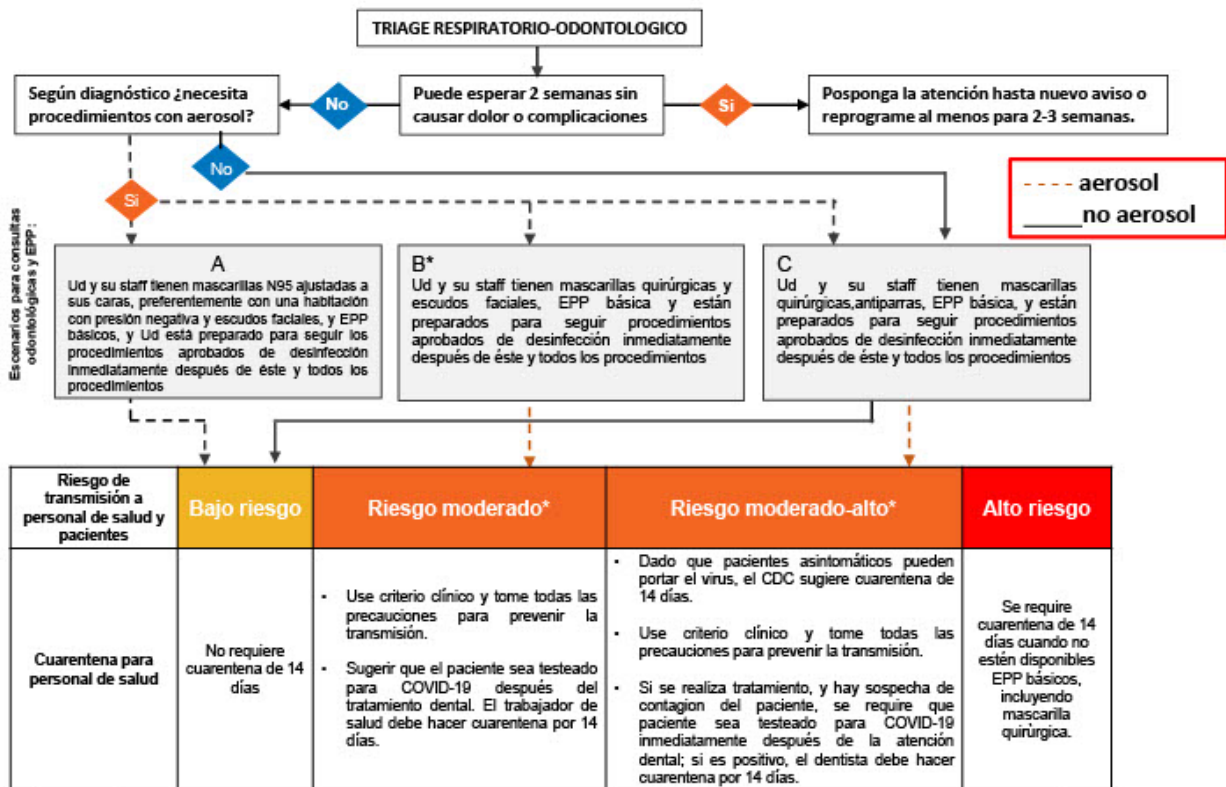 TRIAGE RESPIRATORIO-ODONTOLOGICO
Según diagnóstico ¿necesita
procedimientos con aerosol?
No
Puede esperar 2 semanas sin
causar dolor o complicaciones
Si
Posponga la atención hasta nuevo aviso o
reprograme al menos para 2-3 semanas.
No
Si
aerosol
no aerosol
Escenarios para consultas
odontológicas y EPP:
A
Ud y su staff tienen mascarillas N95 ajustadas a
sus caras, preferentemente con una habitación
con presión negativa y escudos faciales, y EPP
básicos, y Ud está preparado para seguir los
procedimientos aprobados de desinfección
inmediatamente después de éste y todos los
procedimientos
B*
Ud y su staff tienen mascarillas quirúrgicas y
escudos faciales, EPP básica y están
preparados para seguir procedimientos
aprobados de desinfección inmediatamente
después de éste y todos los procedimientos
C
Ud y su staff tienen mascarillas
quirúrgicas,antiparras, EPP básica, y están
preparados para seguir procedimientos
aprobados de desinfección inmediatamente
después de éste y todos los procedimientos
Riesgo de
transmisión a
personal de salud y
pacientes
Bajo riesgo
Riesgo moderado*
Riesgo moderado-alto*
Alto riesgo
Cuarentena para
personal de salud
No requiere
cuarentena de 14
días
▪ Use criterio clínico y tome todas las
precauciones para prevenir la
transmisión.
▪ Sugerir que el paciente sea testeado
para COVID-19 después del
tratamiento dental. El trabajador de
salud debe hacer cuarentena por 14
días.
▪ Dado que pacientes asintomáticos pueden
portar el virus, el CDC sugiere cuarentena de
14 días.
▪ Use criterio clínico y tome todas las
precauciones para prevenir la transmisión.
▪ Si se realiza tratamiento, y hay sospecha de
contagion del paciente, se require que
paciente sea testeado para COVID-19
inmediatamente después de la atención
dental; si es positivo, el dentista debe hacer
cuarentena por 14 días.
Se require
cuarentena de 14
días cuando no
estén disponibles
EPP básicos,
incluyendo
mascarilla
quirùrgica.